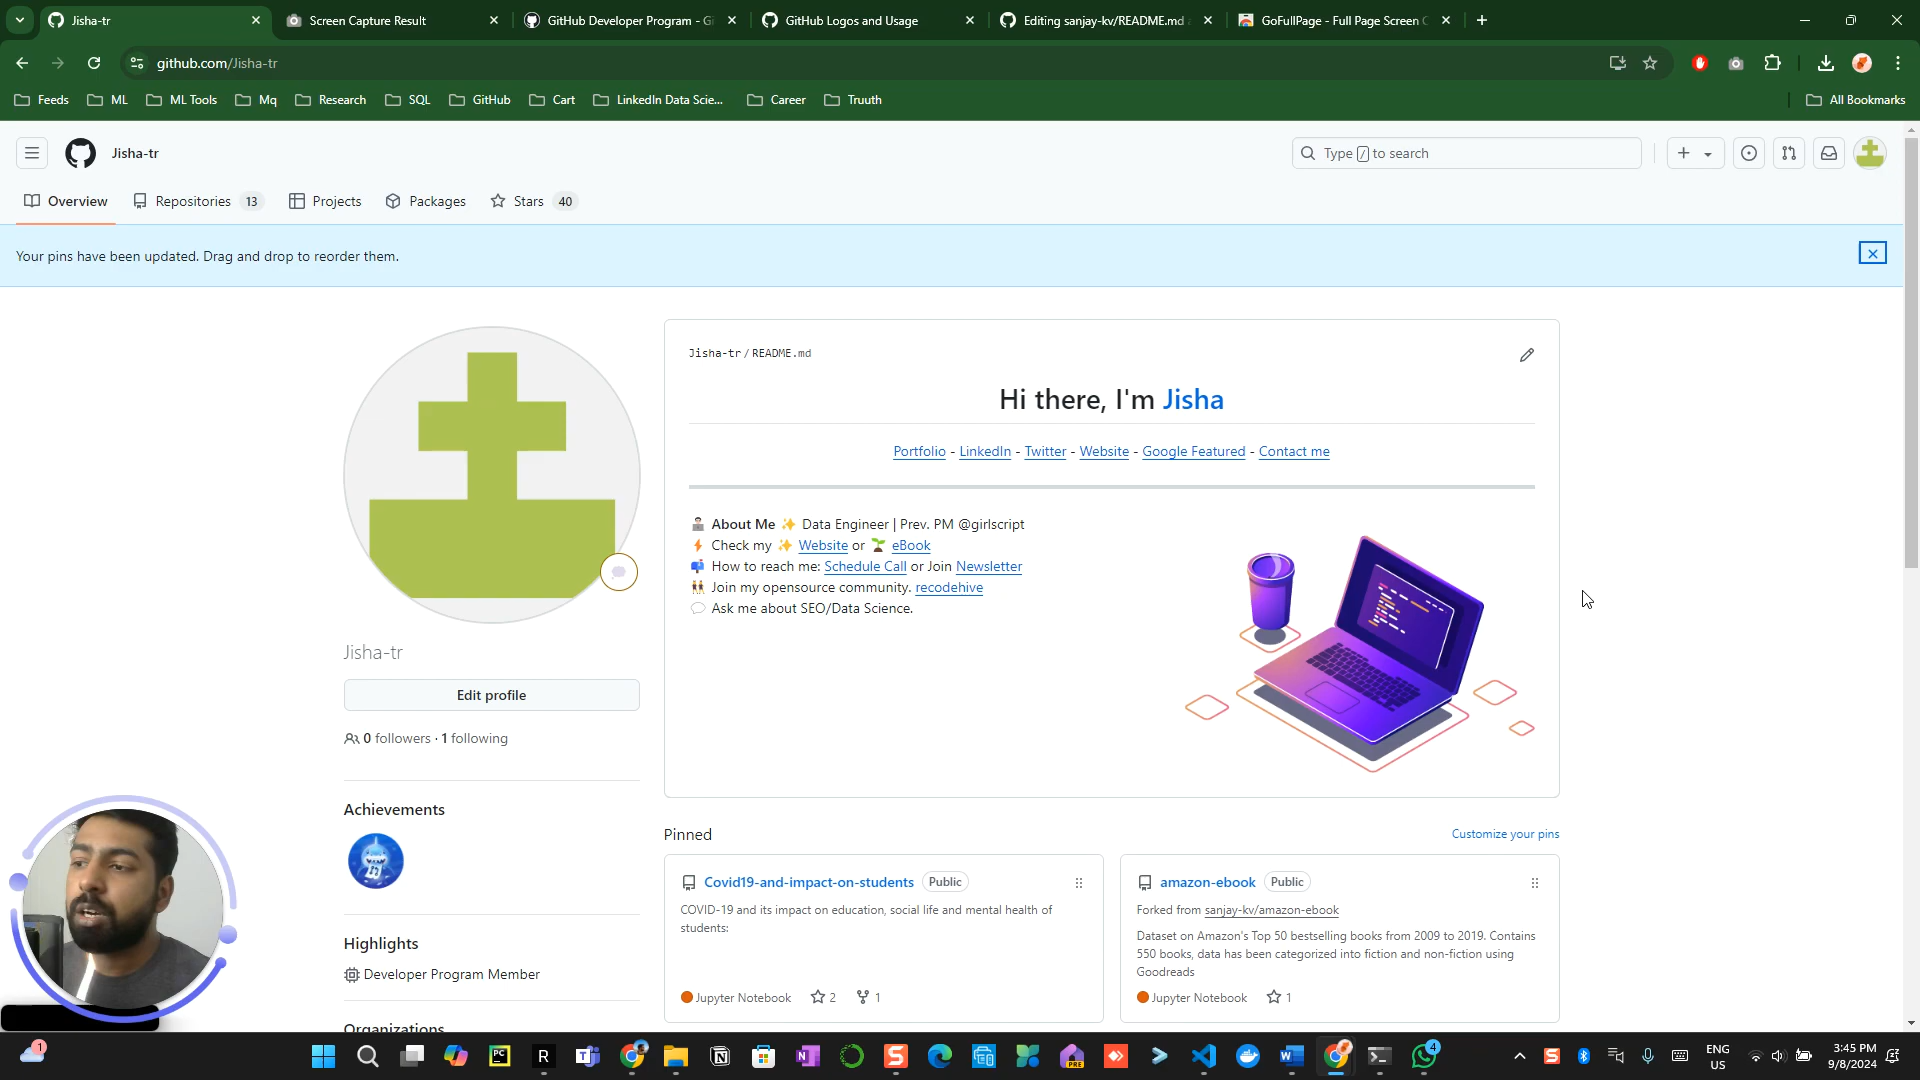 Jisha-tr
Screen Capture Result
GitHub Developer Program - Gi
GitHub Logos and Usage
Editing sanjay-kv/README.md
GoFullPage - Full Page Screen C
github.com/Jisha-tr
Feeds ML ML Tools Mq Research SQL GitHub Cart LinkedIn Data Scie... Career Truuth All Bookmarks
Jisha-tr
Type / to search
Overview Repositories 13 Projects Packages Stars 40
Your pins have been updated. Drag and drop to reorder them.
Jisha-tr / README.md
Hi there, I'm Jisha
Portfolio - LinkedIn - Twitter - Website - Google Featured - Contact me
About Me ✨ Data Engineer | Prev. PM @girlscript
Check my ✨ Website or eBook
How to reach me: Schedule Call or Join Newsletter
Join my opensource community. recodehive
Ask me about SEO/Data Science.
Jisha-tr
Edit profile
0 followers · 1 following
Achievements
Highlights
Developer Program Member
Organizations
Pinned
Customize your pins
Covid19-and-impact-on-students Public
COVID-19 and its impact on education, social life and mental health of
students:
Jupyter Notebook 2 1
amazon-ebook Public
Forked from sanjay-kv/amazon-ebook
Dataset on Amazon's Top 50 bestselling books from 2009 to 2019. Contains
550 books, data has been categorized into fiction and non-fiction using
Goodreads
Jupyter Notebook 1
1
PC
R
PRE
4
ENG
US
3:45 PM
9/8/2024